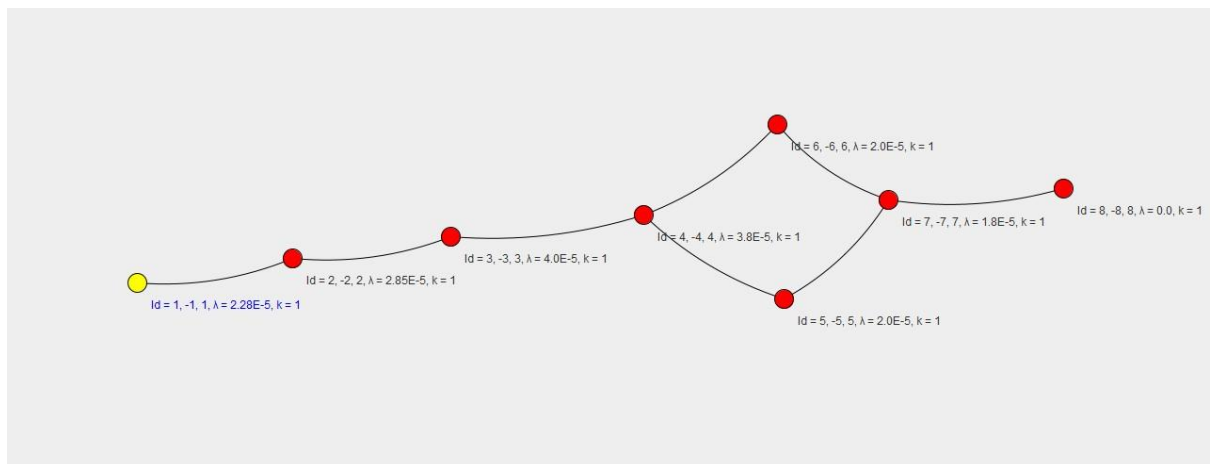 Id = 6, -6, 6, λ = 2.0E-5, k = 1
Id = 8, -8, 8, λ = 0.0, k = 1
Id = 7, -7, 7, λ = 1.8E-5, k = 1
Id = 4, -4, 4, λ = 3.8E-5, k = 1
Id = 3, -3, 3, λ = 4.0E-5, k = 1
Id = 2, -2, 2, λ = 2.85E-5, k = 1
Id = 1, -1, 1, λ = 2.28E-5, k = 1
Id = 5, -5, 5, λ = 2.0E-5, k = 1